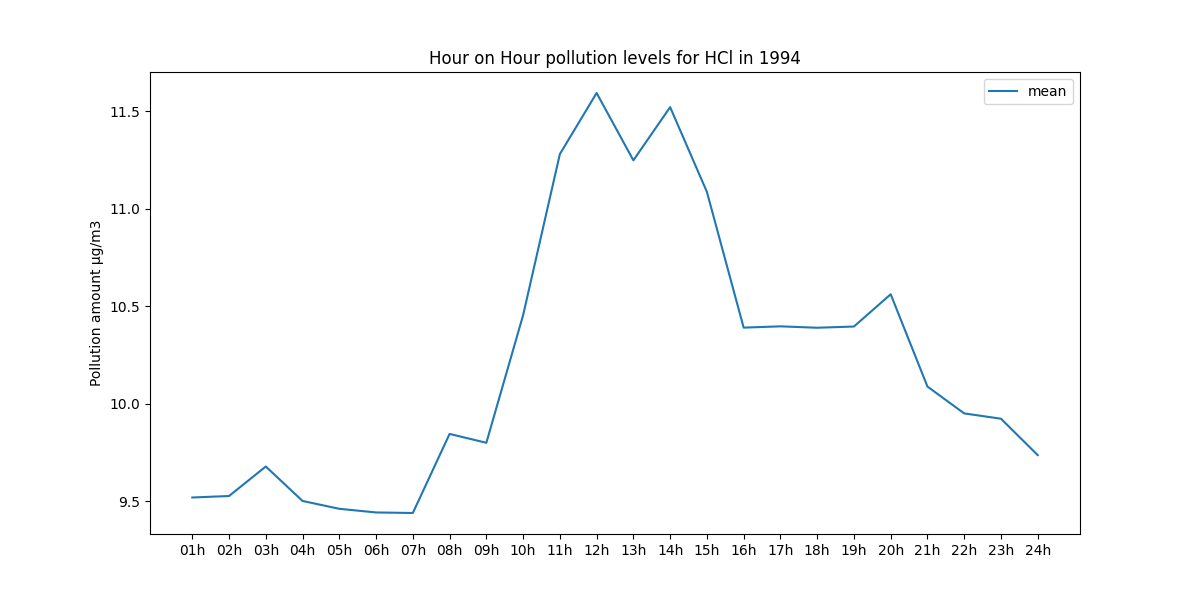 Hour on Hour pollution levels for HCl in 1994
mean
Pollution amount µg/m3
11.5
11.0
10.5
10.0
9.5
01h 02h 03h 04h 05h 06h 07h 08h 09h 10h 11h 12h 13h 14h 15h 16h 17h 18h 19h 20h 21h 22h 23h 24h